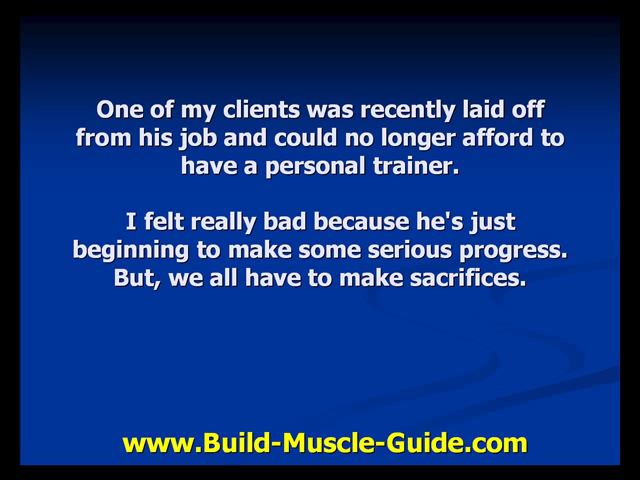 One of my clients was recently laid off
from his job and could no longer afford to
have a personal trainer.
I felt really bad because he's just
beginning to make some serious progress.
But, we all have to make sacrifices.
www.Build-Muscle-Guide.com